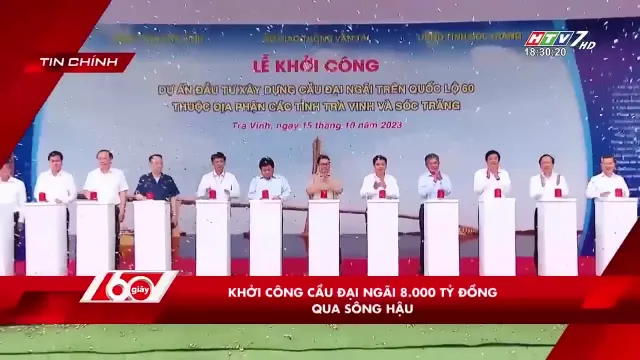 TIN CHÍNH
HTV7 HD
18:30:20
LỄ KHỞI CÔNG
DỰ ÁN ĐẦU TƯ XÂY DỰNG CẦU ĐẠI NGÃI TRÊN QUỐC LỘ 60
THUỘC ĐỊA PHẬN CÁC TỈNH TRÀ VINH VÀ SÓC TRĂNG
Trà Vinh, ngày 15 tháng 10 năm 2023
60 giây
KHỞI CÔNG CẦU ĐẠI NGÃI 8.000 TỶ ĐỒNG
QUA SÔNG HẬU